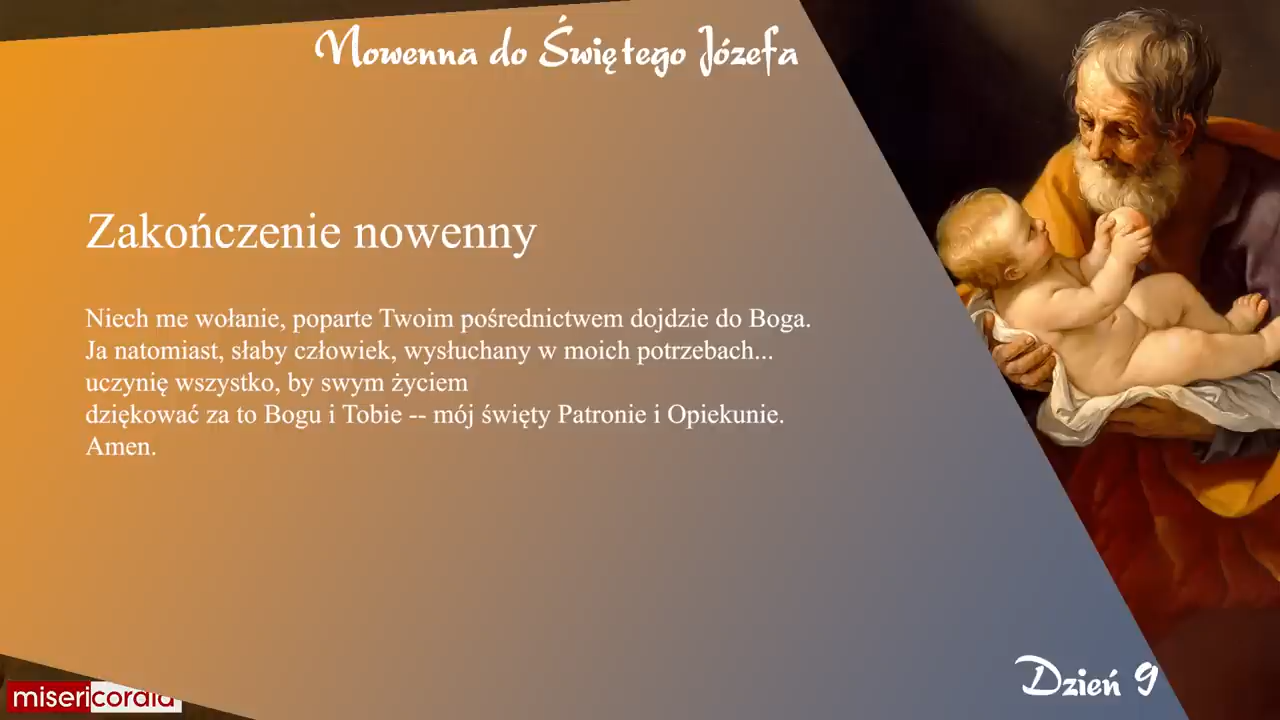 Nowenna do Świętego Józefa
Zakończenie nowenny
Niech me wołanie, poparte Twoim pośrednictwem dojdzie do Boga.
Ja natomiast, słaby człowiek, wysłuchany w moich potrzebach...
uczynię wszystko, by swym życiem
dziękować za to Bogu i Tobie -- mój święty Patronie i Opiekunie.
Amen.
Dzień 9
misericordia